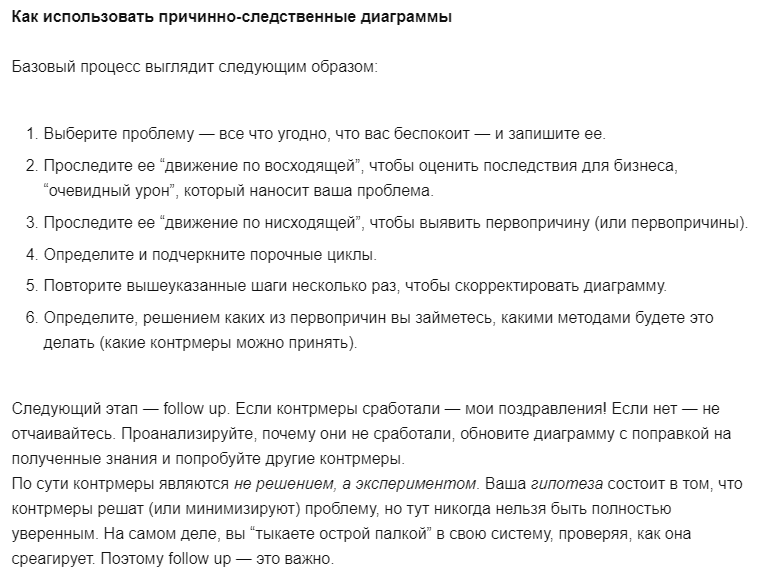 Как использовать причинно-следственные диаграммы
Базовый процесс выглядит следующим образом:
1. Выберите проблему — все что угодно, что вас беспокоит — и запишите ее.
2. Проследите ее “движение по восходящей”, чтобы оценить последствия для бизнеса,
“очевидный урон”, который наносит ваша проблема.
3. Проследите ее “движение по нисходящей”, чтобы выявить первопричину (или первопричины).
4. Определите и подчеркните порочные циклы.
5. Повторите вышеуказанные шаги несколько раз, чтобы скорректировать диаграмму.
6. Определите, решением каких из первопричин вы займетесь, какими методами будете это
делать (какие контрмеры можно принять).
Следующий этап — follow up. Если контрмеры сработали — мои поздравления! Если нет — не
отчаивайтесь. Проанализируйте, почему они не сработали, обновите диаграмму с поправкой на
полученные знания и попробуйте другие контрмеры.
По сути контрмеры являются не решением, а экспериментом. Ваша гипотеза состоит в том, что
контрмеры решат (или минимизируют) проблему, но тут никогда нельзя быть полностью
уверенным. На самом деле, вы “тыкаете острой палкой” в свою систему, проверяя, как она
среагирует. Поэтому follow up — это важно.